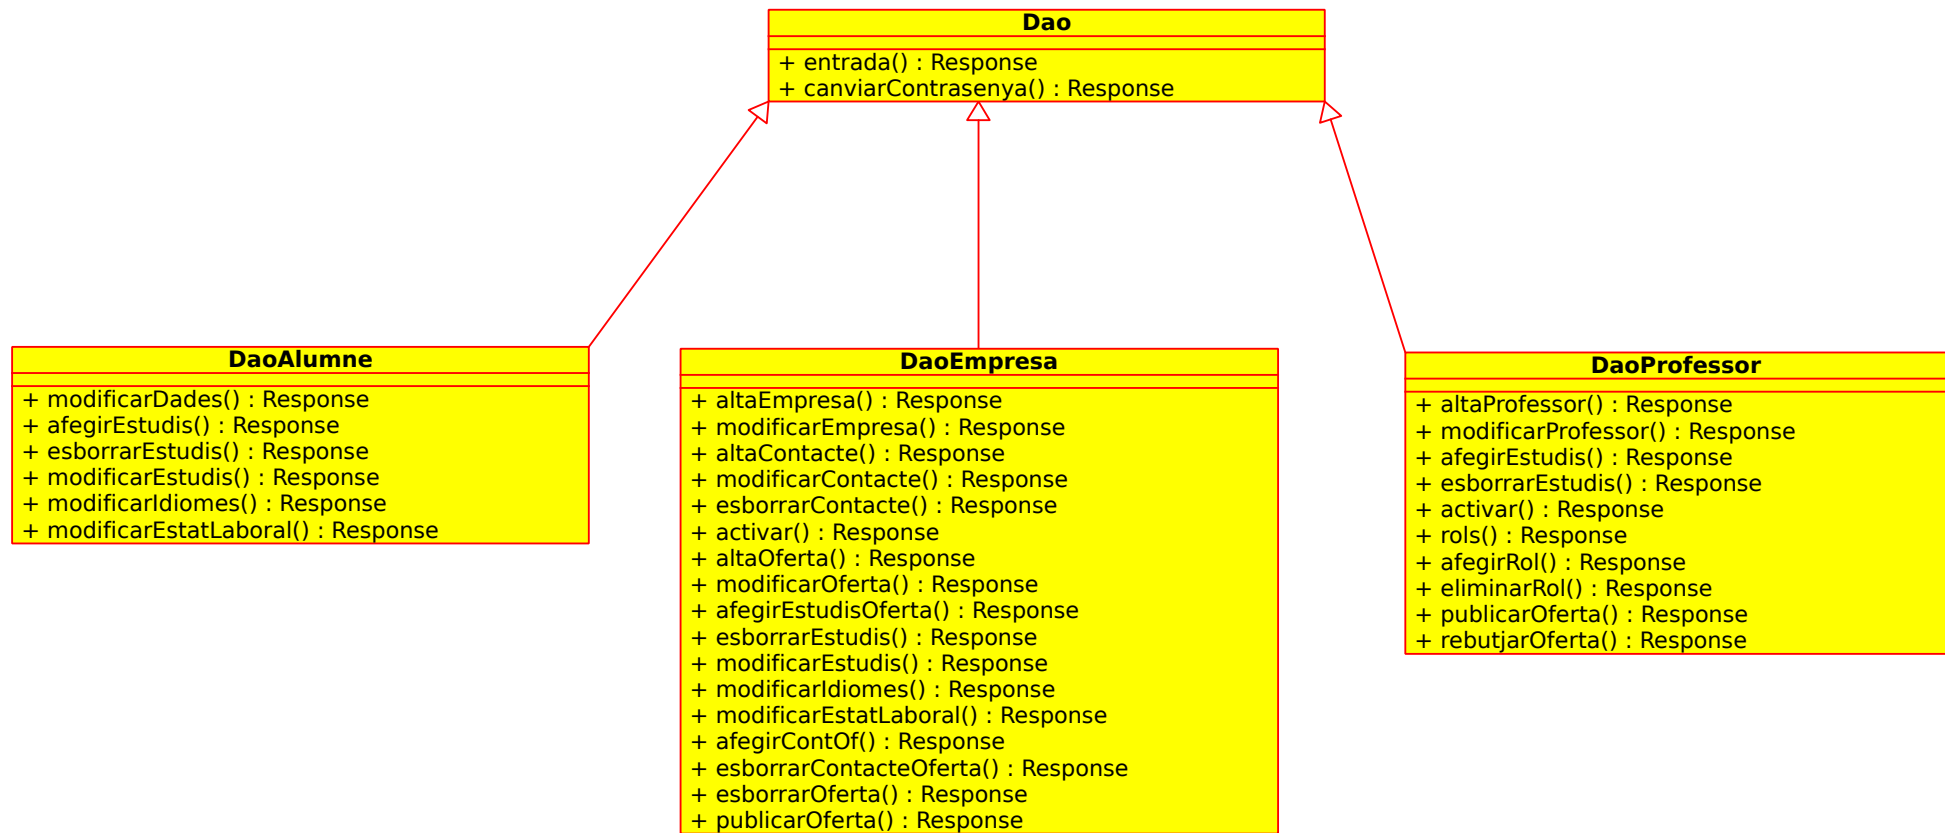 Dao
+ entrada() : Response
+ canviarContrasenya() : Response
DaoAlumne
+ modificarDades() : Response
+ afegirEstudis() : Response
+ esborrarEstudis() : Response
+ modificarEstudis() : Response
+ modificarIdiomes() : Response
+ modificarEstatLaboral() : Response
DaoEmpresa
+ altaEmpresa() : Response
+ modificarEmpresa() : Response
+ altaContacte() : Response
+ modificarContacte() : Response
+ esborrarContacte() : Response
+ activar() : Response
+ altaOferta() : Response
+ modificarOferta() : Response
+ afegirEstudisOferta() : Response
+ esborrarEstudis() : Response
+ modificarEstudis() : Response
+ modificarIdiomes() : Response
+ modificarEstatLaboral() : Response
+ afegirContOf() : Response
+ esborrarContacteOferta() : Response
+ esborrarOferta() : Response
+ publicarOferta() : Response
DaoProfessor
+ altaProfessor() : Response
+ modificarProfessor() : Response
+ afegirEstudis() : Response
+ esborrarEstudis() : Response
+ activar() : Response
+ rols() : Response
+ afegirRol() : Response
+ eliminarRol() : Response
+ publicarOferta() : Response
+ rebutjarOferta() : Response